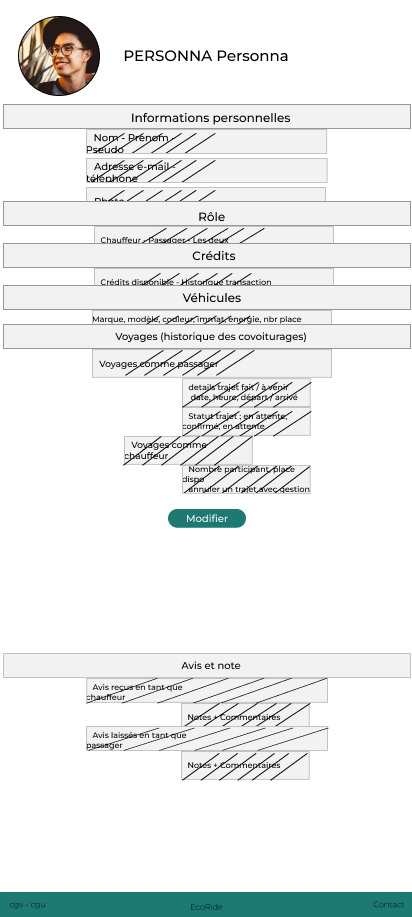 PERSONNA Personna
Informations personnelles
Nom - Prénom -
Pseudo
Adresse e-mail -
télephone
Photo
Rôle
Chauffeur - Passager - Les deux
Crédits
Crédits disponible - Historique transaction
Véhicules
Marque, modèle, couleur, immat, energie, nbr place
Voyages (historique des covoiturages)
Voyages comme passager
details trajet fait / à venir
date, heure, départ / arrivé
Statut trajet ; en attente,
confirmé, en attente
Voyages comme
chauffeur
Nombre participant, place
dispo
annuler un trajet avec gestion
Modifier
Avis et note
Avis reçus en tant que
chauffeur
Notes + Commentaires
Avis laissés en tant que
passager
Notes + Commentaires
cgv - cgu
EcoRide
Contact